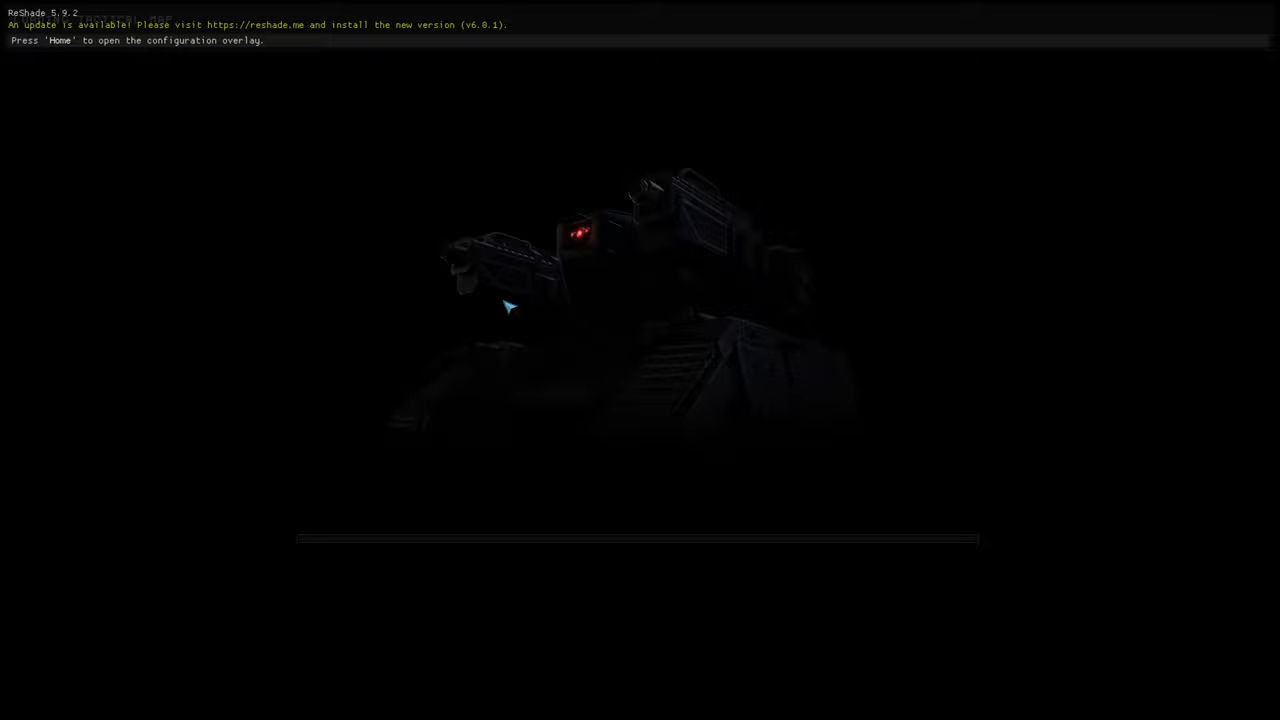 ReShade 5.9.2
An update is available! Please visit https://reshade.me and install the new version (v6.0.1).
Press 'Home' to open the configuration overlay.